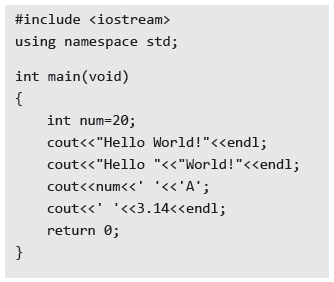 #include <iostream>
using namespace std;
int main(void)
{
    int num=20;
    cout<<"Hello World!"<<endl;
    cout<<"Hello "<<"World!"<<endl;
    cout<<num<<' '<<'A';
    cout<<' '<<3.14<<endl;
    return 0;
}